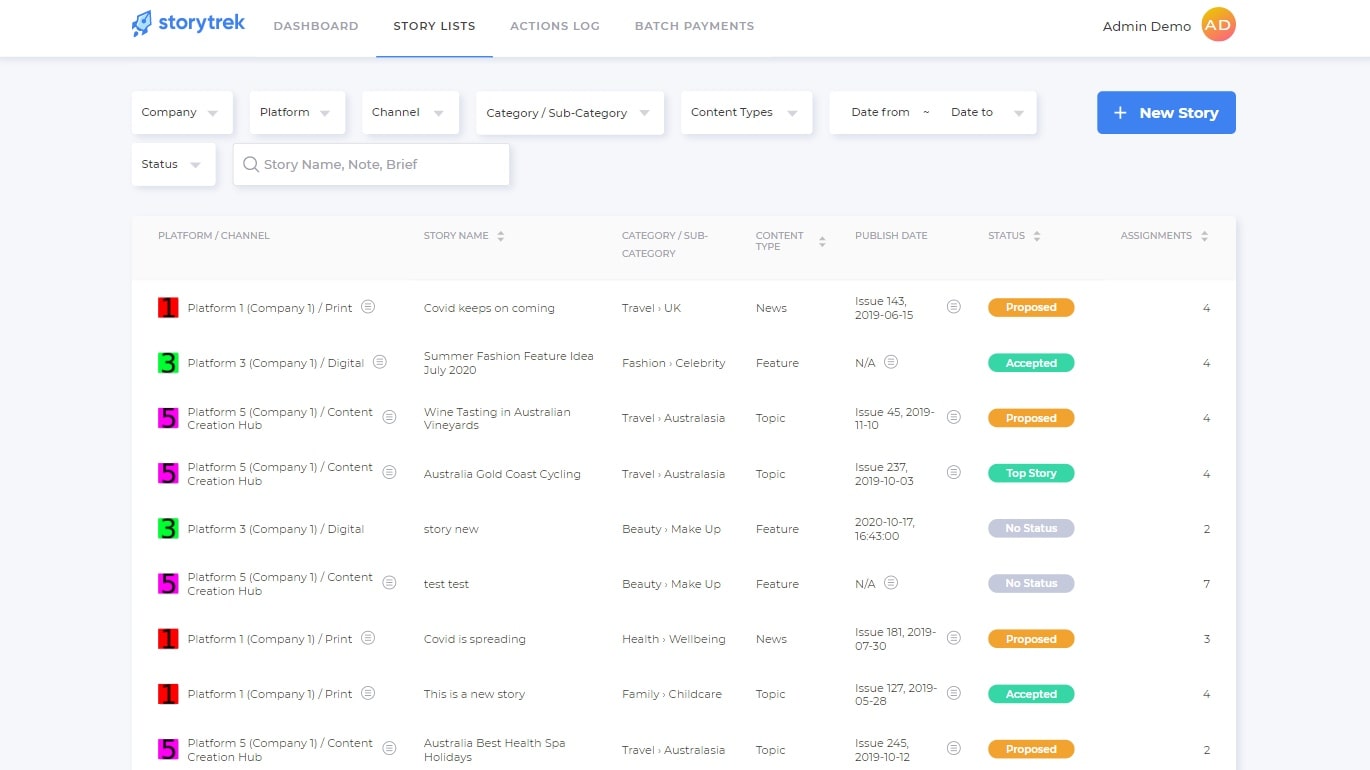 storytrek DASHBOARD STORY LISTS ACTIONS LOG BATCH PAYMENTS Admin Demo AD
Company Platform Channel Category / Sub-Category Content Types Date from ~ Date to + New Story
Status Story Name, Note, Brief
PLATFORM / CHANNEL STORY NAME CATEGORY / SUB-CATEGORY CONTENT TYPE PUBLISH DATE STATUS ASSIGNMENTS
1 Platform 1 (Company 1) / Print Covid keeps on coming Travel › UK News Issue 143, 2019-06-15 Proposed 4
3 Platform 3 (Company 1) / Digital Summer Fashion Feature Idea July 2020 Fashion › Celebrity Feature N/A Accepted 4
5 Platform 5 (Company 1) / Content Creation Hub Wine Tasting in Australian Vineyards Travel › Australasia Topic Issue 45, 2019-11-10 Proposed 4
5 Platform 5 (Company 1) / Content Creation Hub Australia Gold Coast Cycling Travel › Australasia Topic Issue 237, 2019-10-03 Top Story 4
3 Platform 3 (Company 1) / Digital story new Beauty › Make Up Feature 2020-10-17, 16:43:00 No Status 2
5 Platform 5 (Company 1) / Content Creation Hub test test Beauty › Make Up Feature N/A No Status 7
1 Platform 1 (Company 1) / Print Covid is spreading Health › Wellbeing News Issue 181, 2019-07-30 Proposed 3
1 Platform 1 (Company 1) / Print This is a new story Family › Childcare Topic Issue 127, 2019-05-28 Accepted 4
5 Platform 5 (Company 1) / Content Creation Hub Australia Best Health Spa Holidays Travel › Australasia Topic Issue 245, 2019-10-12 Proposed 2